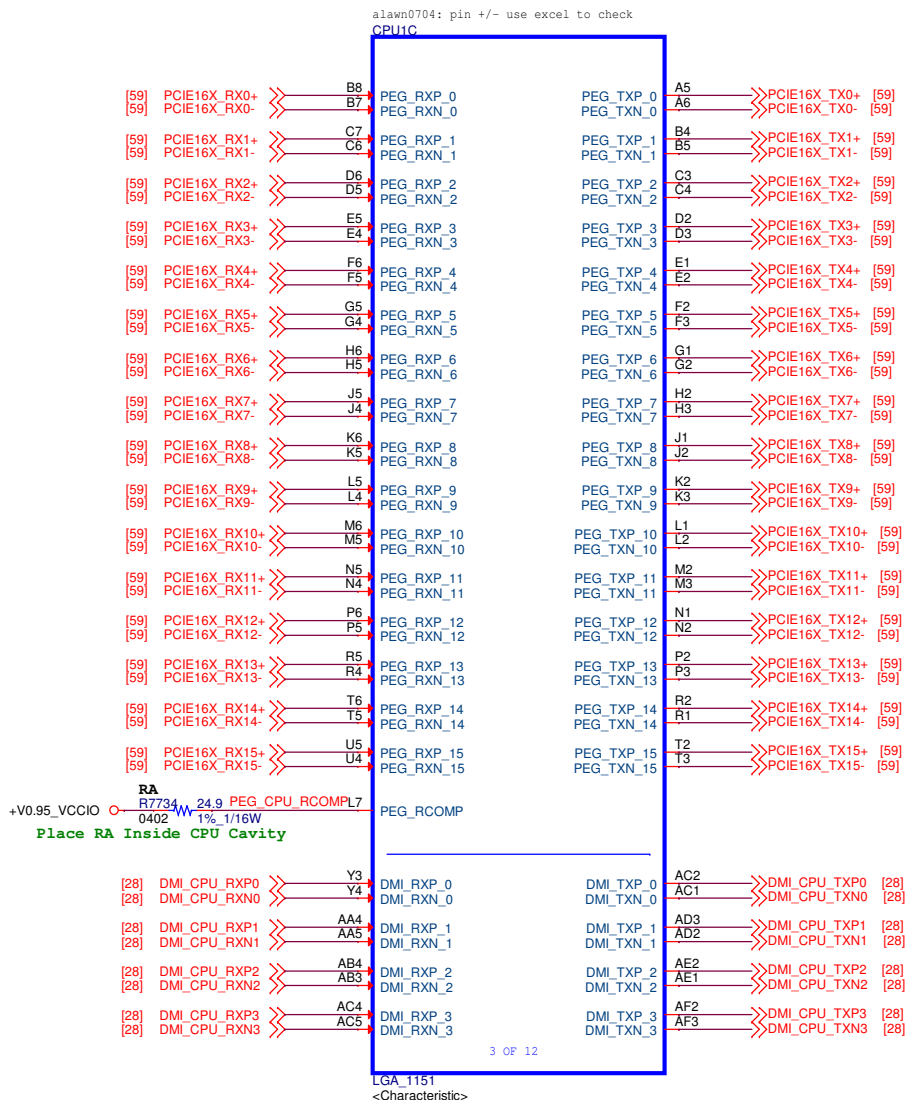 alawn0704: pin +/- use excel to check
CPU1C
[59] PCIE16X_RX0+ B8 PEG_RXP_0 PEG_TXP_0 A5 PCIE16X_TX0+ [59]
[59] PCIE16X_RX0- B7 PEG_RXN_0 PEG_TXN_0 A6 PCIE16X_TX0- [59]
[59] PCIE16X_RX1+ C7 PEG_RXP_1 PEG_TXP_1 B4 PCIE16X_TX1+ [59]
[59] PCIE16X_RX1- C6 PEG_RXN_1 PEG_TXN_1 B5 PCIE16X_TX1- [59]
[59] PCIE16X_RX2+ D6 PEG_RXP_2 PEG_TXP_2 C3 PCIE16X_TX2+ [59]
[59] PCIE16X_RX2- D5 PEG_RXN_2 PEG_TXN_2 C4 PCIE16X_TX2- [59]
[59] PCIE16X_RX3+ E5 PEG_RXP_3 PEG_TXP_3 D2 PCIE16X_TX3+ [59]
[59] PCIE16X_RX3- E4 PEG_RXN_3 PEG_TXN_3 D3 PCIE16X_TX3- [59]
[59] PCIE16X_RX4+ F6 PEG_RXP_4 PEG_TXP_4 E1 PCIE16X_TX4+ [59]
[59] PCIE16X_RX4- F5 PEG_RXN_4 PEG_TXN_4 E2 PCIE16X_TX4- [59]
[59] PCIE16X_RX5+ G5 PEG_RXP_5 PEG_TXP_5 F2 PCIE16X_TX5+ [59]
[59] PCIE16X_RX5- G4 PEG_RXN_5 PEG_TXN_5 F3 PCIE16X_TX5- [59]
[59] PCIE16X_RX6+ H6 PEG_RXP_6 PEG_TXP_6 G1 PCIE16X_TX6+ [59]
[59] PCIE16X_RX6- H5 PEG_RXN_6 PEG_TXN_6 G2 PCIE16X_TX6- [59]
[59] PCIE16X_RX7+ J5 PEG_RXP_7 PEG_TXP_7 H2 PCIE16X_TX7+ [59]
[59] PCIE16X_RX7- J4 PEG_RXN_7 PEG_TXN_7 H3 PCIE16X_TX7- [59]
[59] PCIE16X_RX8+ K6 PEG_RXP_8 PEG_TXP_8 J1 PCIE16X_TX8+ [59]
[59] PCIE16X_RX8- K5 PEG_RXN_8 PEG_TXN_8 J2 PCIE16X_TX8- [59]
[59] PCIE16X_RX9+ L5 PEG_RXP_9 PEG_TXP_9 K2 PCIE16X_TX9+ [59]
[59] PCIE16X_RX9- L4 PEG_RXN_9 PEG_TXN_9 K3 PCIE16X_TX9- [59]
[59] PCIE16X_RX10+ M6 PEG_RXP_10 PEG_TXP_10 L1 PCIE16X_TX10+ [59]
[59] PCIE16X_RX10- M5 PEG_RXN_10 PEG_TXN_10 L2 PCIE16X_TX10- [59]
[59] PCIE16X_RX11+ N5 PEG_RXP_11 PEG_TXP_11 M2 PCIE16X_TX11+ [59]
[59] PCIE16X_RX11- N4 PEG_RXN_11 PEG_TXN_11 M3 PCIE16X_TX11- [59]
[59] PCIE16X_RX12+ P6 PEG_RXP_12 PEG_TXP_12 N1 PCIE16X_TX12+ [59]
[59] PCIE16X_RX12- P5 PEG_RXN_12 PEG_TXN_12 N2 PCIE16X_TX12- [59]
[59] PCIE16X_RX13+ R5 PEG_RXP_13 PEG_TXP_13 P2 PCIE16X_TX13+ [59]
[59] PCIE16X_RX13- R4 PEG_RXN_13 PEG_TXN_13 P3 PCIE16X_TX13- [59]
[59] PCIE16X_RX14+ T6 PEG_RXP_14 PEG_TXP_14 R2 PCIE16X_TX14+ [59]
[59] PCIE16X_RX14- T5 PEG_RXN_14 PEG_TXN_14 R1 PCIE16X_TX14- [59]
[59] PCIE16X_RX15+ U5 PEG_RXP_15 PEG_TXP_15 T2 PCIE16X_TX15+ [59]
[59] PCIE16X_RX15- U4 PEG_RXN_15 PEG_TXN_15 T3 PCIE16X_TX15- [59]
RA
R7734 24.9 PEG_CPU_RCOMP L7
+V0.95_VCCIO PEG_RCOMP
0402 1%_1/16W
Place RA Inside CPU Cavity
[28] DMI_CPU_RXP0 Y3 DMI_RXP_0 DMI_TXP_0 AC2 DMI_CPU_TXP0 [28]
[28] DMI_CPU_RXN0 Y4 DMI_RXN_0 DMI_TXN_0 AC1 DMI_CPU_TXN0 [28]
[28] DMI_CPU_RXP1 AA4 DMI_RXP_1 DMI_TXP_1 AD3 DMI_CPU_TXP1 [28]
[28] DMI_CPU_RXN1 AA5 DMI_RXN_1 DMI_TXN_1 AD2 DMI_CPU_TXN1 [28]
[28] DMI_CPU_RXP2 AB4 DMI_RXP_2 DMI_TXP_2 AE2 DMI_CPU_TXP2 [28]
[28] DMI_CPU_RXN2 AB3 DMI_RXN_2 DMI_TXN_2 AE1 DMI_CPU_TXN2 [28]
[28] DMI_CPU_RXP3 AC4 DMI_RXP_3 DMI_TXP_3 AF2 DMI_CPU_TXP3 [28]
[28] DMI_CPU_RXN3 AC5 DMI_RXN_3 DMI_TXN_3 AF3 DMI_CPU_TXN3 [28]
3 OF 12
LGA_1151
<Characteristic>